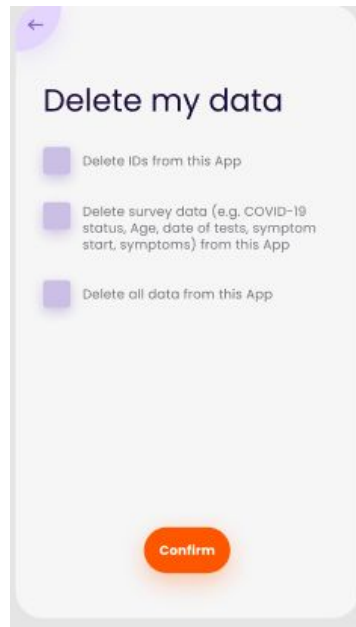 Delete my data
Delete IDs from this App
Delete survey data (e.g. COVID-19
status, Age, date of tests, symptom
start, symptoms) from this App
Delete all data from this App
Confirm